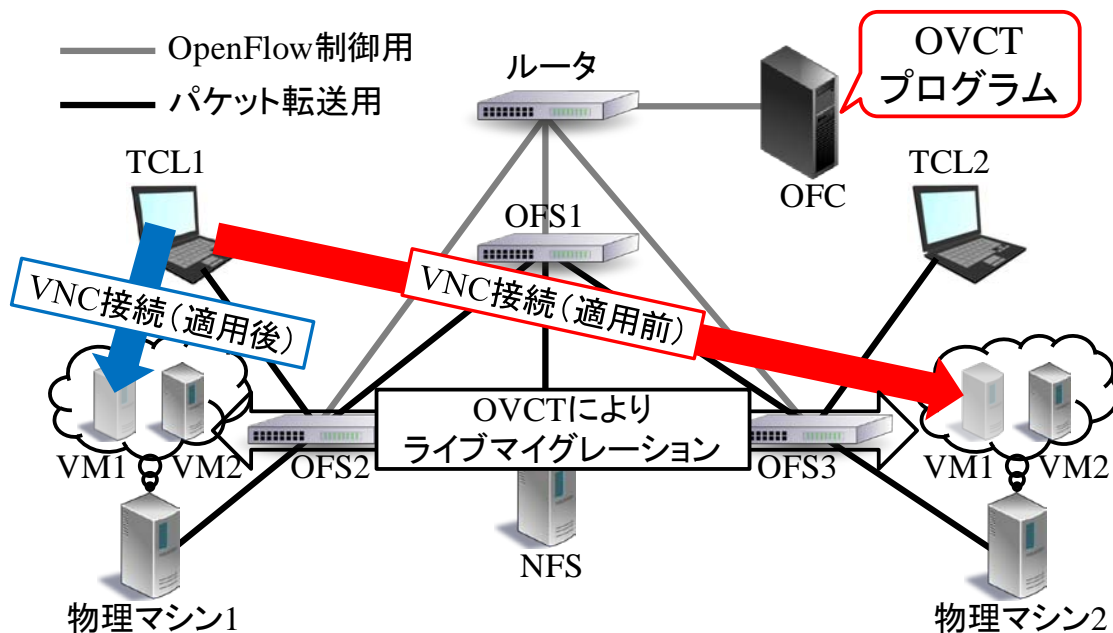 OpenFlow制御用
パケット転送用
ルータ
OVCT
プログラム
OFC
TCL1
TCL2
OFS1
VNC接続（適用後）
VNC接続（適用前）
OVCTにより
ライブマイグレーション
VM1
VM2
OFS2
OFS3
VM1
VM2
NFS
物理マシン1
物理マシン2